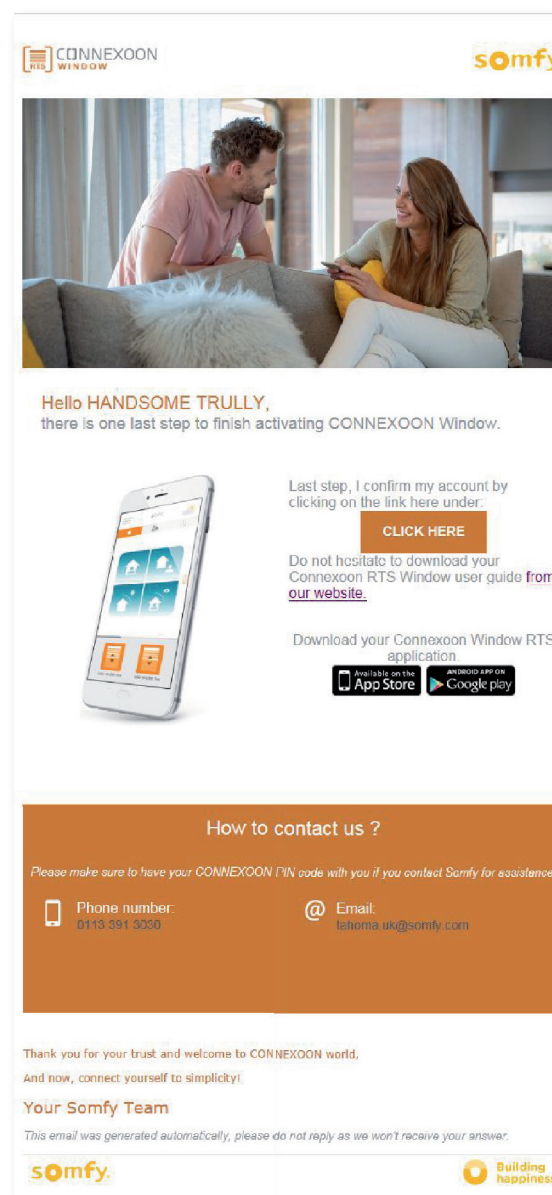 CONNEXOON
RTS WINDOW
somfy
Hello HANDSOME TRULLY,
there is one last step to finish activating CONNEXOON Window.
Last step, I confirm my account by
clicking on the link here under:
CLICK HERE
Do not hesitate to download your
Connexoon RTS Window user guide from
our website.
Download your Connexoon Window RTS
application
Available on the
App Store
ANDROID APP ON
Google play
How to contact us ?
Please make sure to have your CONNEXOON PIN code with you if you contact Somfy for assistance
Phone number:
0113 391 3030
@ Email:
tahoma.uk@somfy.com
Thank you for your trust and welcome to CONNEXOON world,
And now, connect yourself to simplicity!
Your Somfy Team
This email was generated automatically, please do not reply as we won't receive your answer.
somfy.
Building
happiness